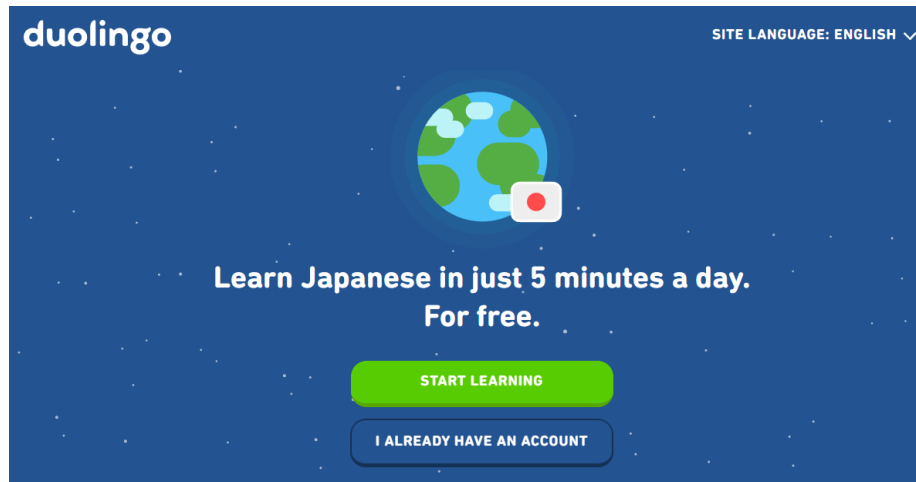 duolingo
SITE LANGUAGE: ENGLISH
Learn Japanese in just 5 minutes a day.
For free.
START LEARNING
I ALREADY HAVE AN ACCOUNT